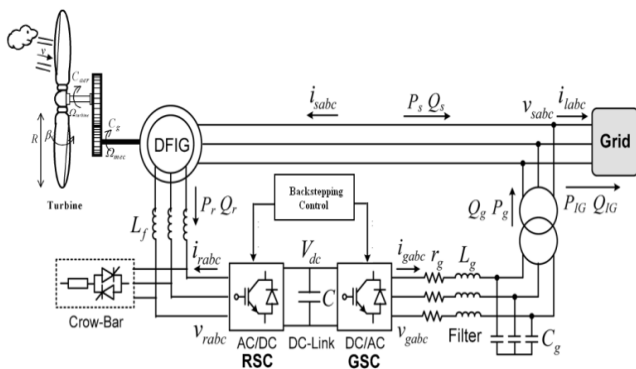 v
C_aer
Ω_turbine
R
β
Turbine
C_g
Ω_mec
DFIG
i_sabc
P_s Q_s
v_sabc
i_labc
Grid
P_r Q_r
L_f
Backstepping
Control
Q_g P_g
P_IG Q_IG
i_rabc
V_dc
i_gabc
r_g
L_g
Crow-Bar
C
v_rabc
v_gabc
Filter
C_g
AC/DC
RSC
DC-Link
DC/AC
GSC